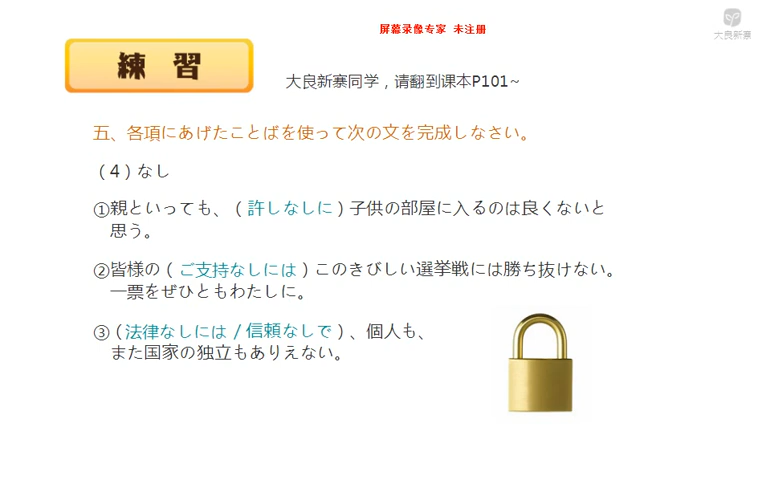 屏幕录像专家 未注册
大良新寨
練 習
大良新寨同学，请翻到课本P101~
五、各項にあげたことばを使って次の文を完成しなさい。
（4）なし
①親といっても、（許しなしに）子供の部屋に入るのは良くないと
思う。
②皆様の（ご支持なしには）このきびしい選挙戦には勝ち抜けない。
一票をぜひともわたしに。
③（法律なしには / 信頼なしで）、個人も、
また国家の独立もありえない。